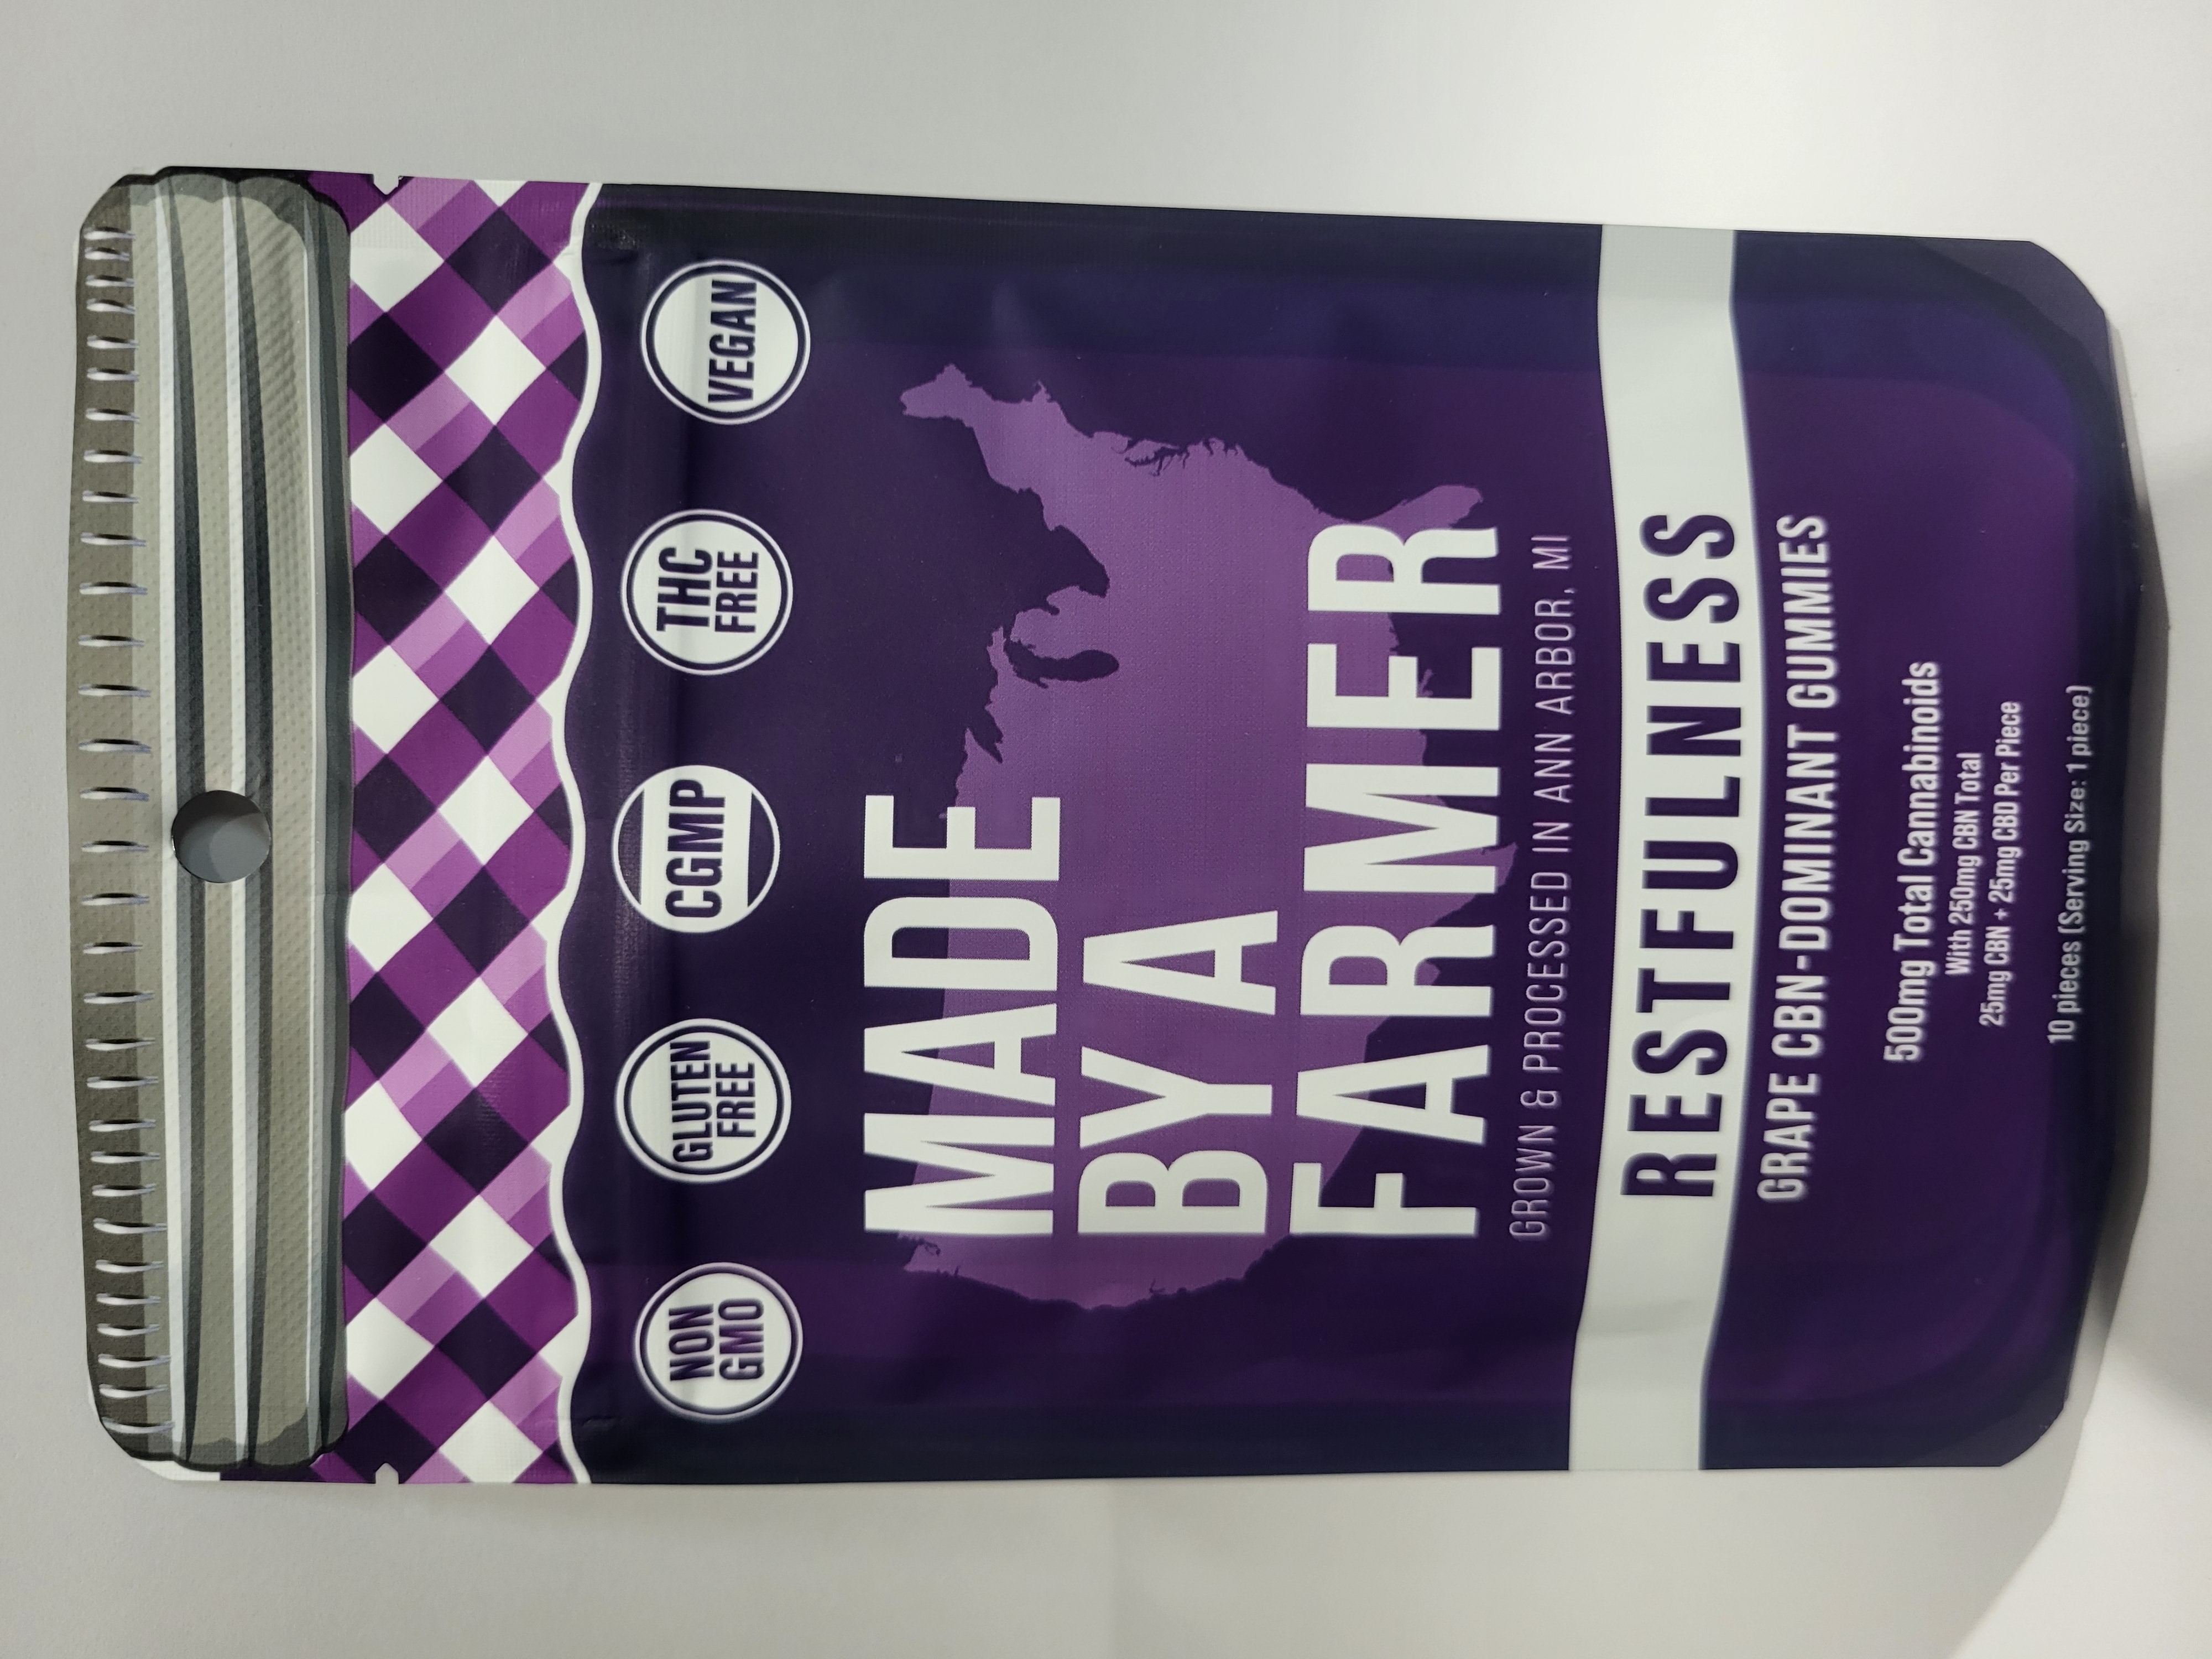 NON
GMO
GLUTEN
FREE
CGMP
THC
FREE
VEGAN
MADE
BY A
FARMER
GROWN & PROCESSED IN ANN ARBOR, MI
RESTFULNESS
GRAPE CBN-DOMINANT GUMMIES
500mg Total Cannabinoids
With 250mg CBN Total
25mg CBN + 25mg CBD Per Piece
10 pieces (Serving Size: 1 piece)